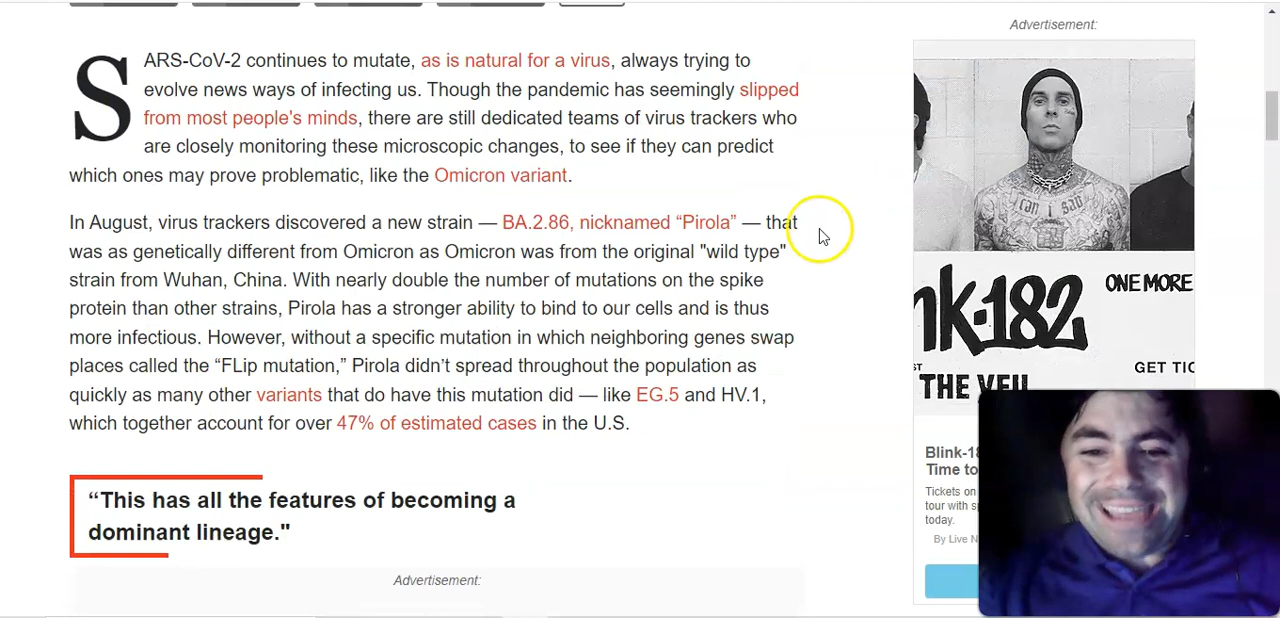 Advertisement:
SARS-CoV-2 continues to mutate, as is natural for a virus, always trying to
evolve news ways of infecting us. Though the pandemic has seemingly slipped
from most people's minds, there are still dedicated teams of virus trackers who
are closely monitoring these microscopic changes, to see if they can predict
which ones may prove problematic, like the Omicron variant.
In August, virus trackers discovered a new strain — BA.2.86, nicknamed “Pirola” — that
was as genetically different from Omicron as Omicron was from the original "wild type"
strain from Wuhan, China. With nearly double the number of mutations on the spike
protein than other strains, Pirola has a stronger ability to bind to our cells and is thus
more infectious. However, without a specific mutation in which neighboring genes swap
places called the “FLip mutation,” Pirola didn’t spread throughout the population as
quickly as many other variants that do have this mutation did — like EG.5 and HV.1,
which together account for over 47% of estimated cases in the U.S.
“This has all the features of becoming a
dominant lineage."
Advertisement:
can i say
nk-182
ONE MORE
ST
GET TIC
THE VEIL
Blink-18
Time to
Tickets on
tour with sp
today.
By Live N